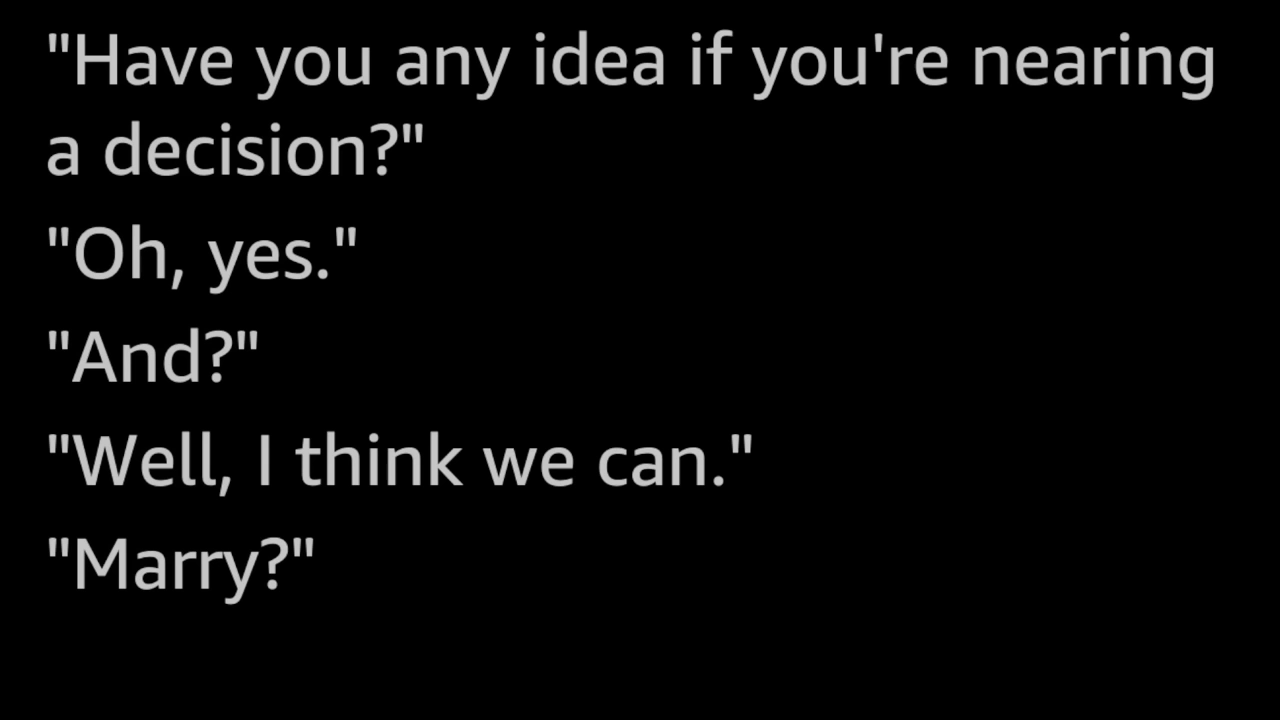 "Have you any idea if you're nearing
a decision?"
"Oh, yes."
"And?"
"Well, I think we can."
"Marry?"